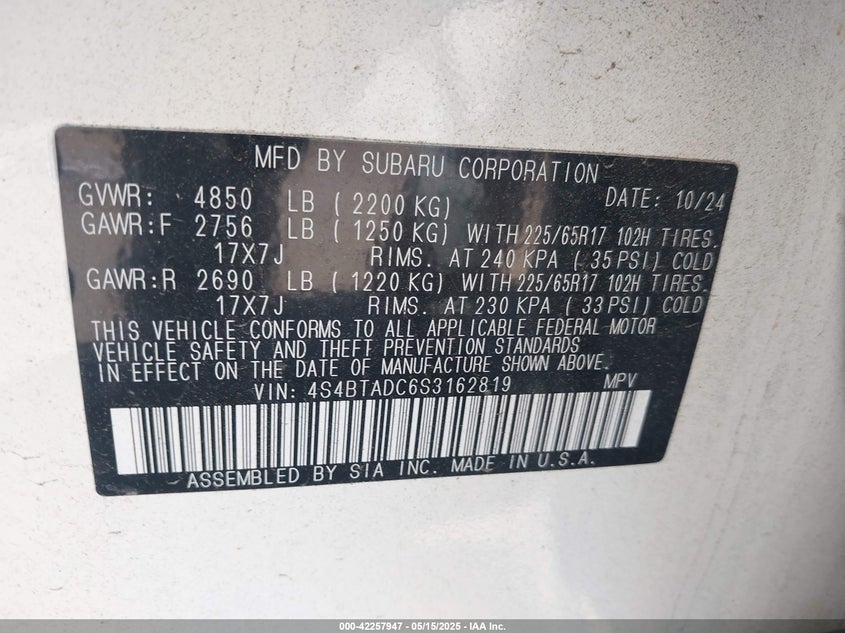 MFD BY SUBARU CORPORATION
GVWR: 4850 LB ( 2200 KG) DATE: 10/24
GAWR:F 2756 LB ( 1250 KG) WITH 225/65R17 102H TIRES.
17X7J RIMS. AT 240 KPA ( 35 PSI) COLD
GAWR:R 2690 LB ( 1220 KG) WITH 225/65R17 102H TIRES.
17X7J RIMS. AT 230 KPA ( 33 PSI) COLD
THIS VEHICLE CONFORMS TO ALL APPLICABLE FEDERAL MOTOR
VEHICLE SAFETY AND THEFT PREVENTION STANDARDS
IN EFFECT ON THE DATE OF MANUFACTURE SHOWN ABOVE.
VIN: 4S4BTADC6S3162819 MPV
ASSEMBLED BY SIA INC. MADE IN U.S.A.
000-42257947 - 05/15/2025 - IAA Inc.